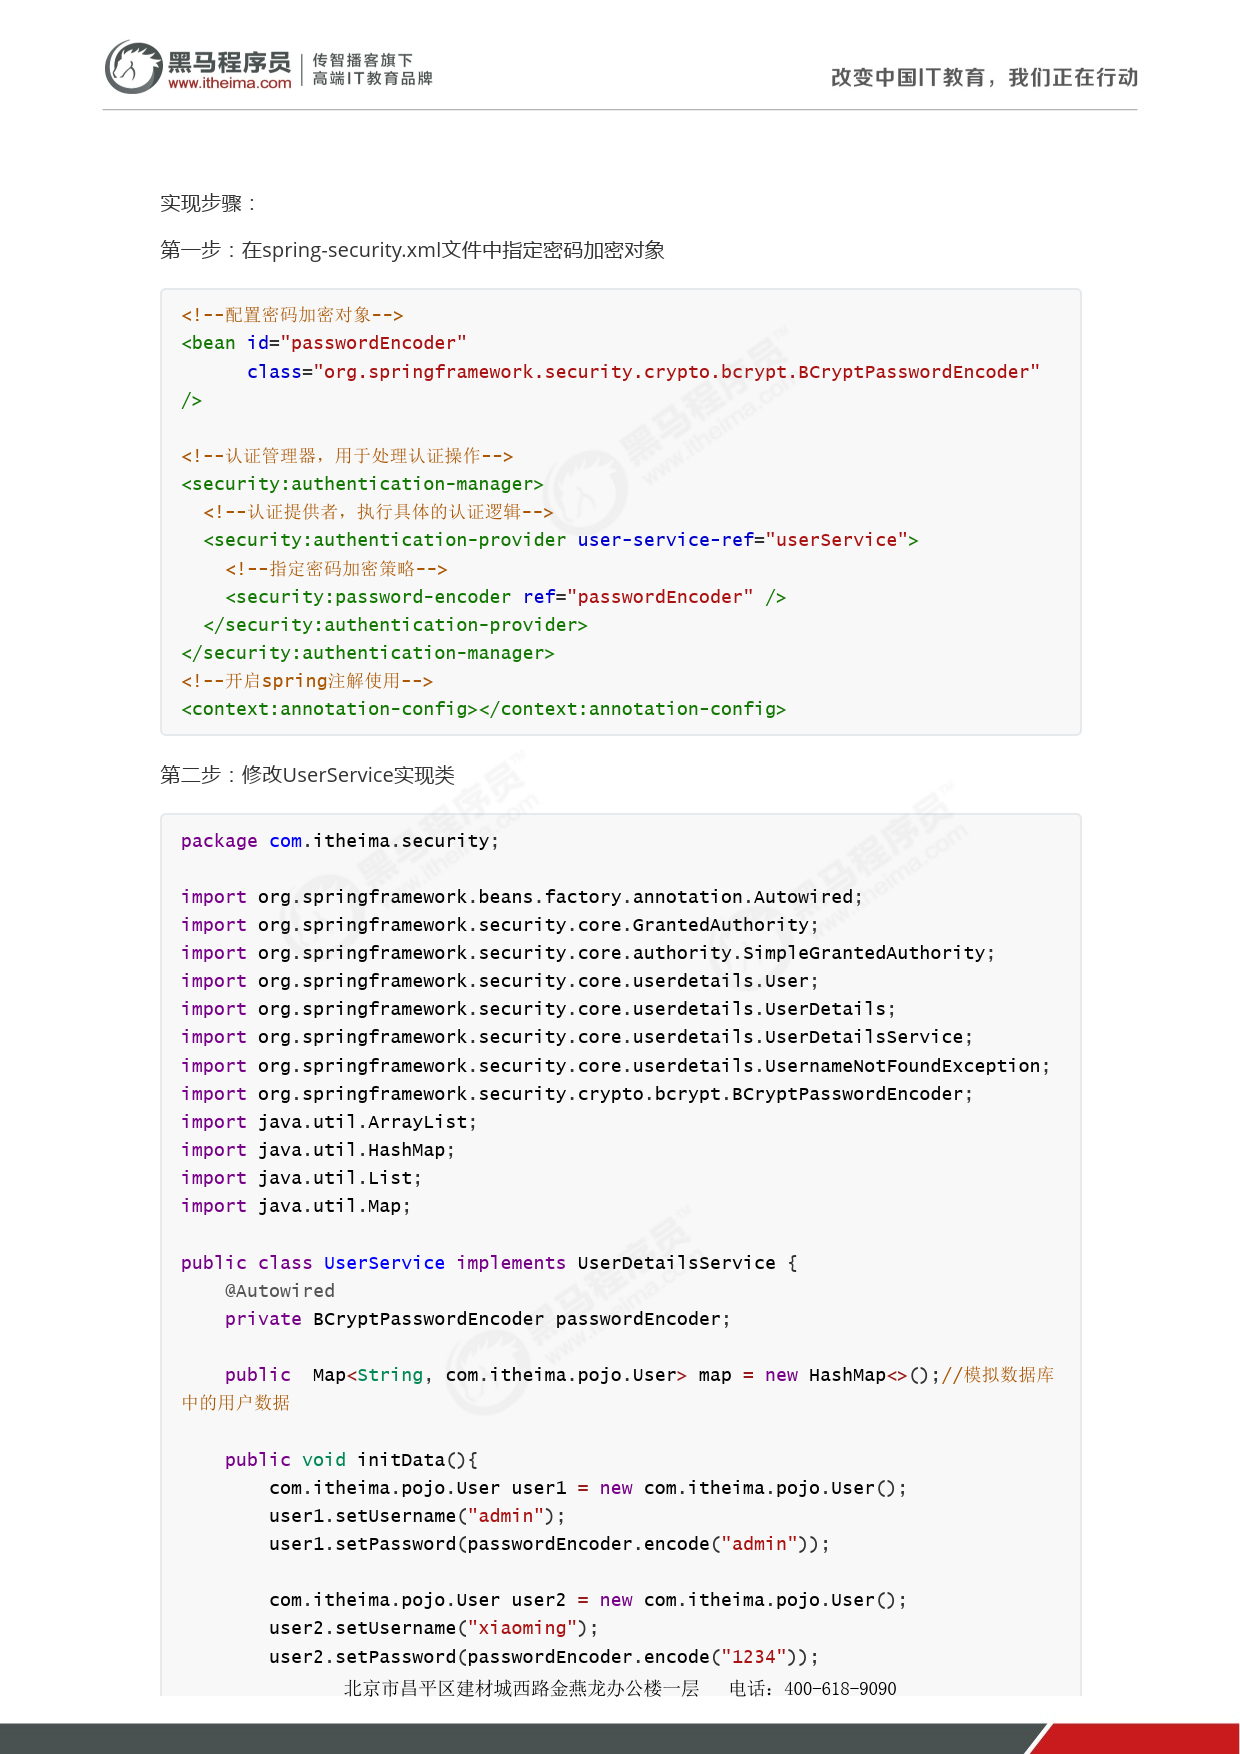 黑马程序员
www.itheima.com
传智播客旗下
高端IT教育品牌
改变中国IT教育，我们正在行动
实现步骤：
第一步：在spring-security.xml文件中指定密码加密对象
<!--配置密码加密对象-->
<bean id="passwordEncoder"
      class="org.springframework.security.crypto.bcrypt.BCryptPasswordEncoder"
/>
<!--认证管理器，用于处理认证操作-->
<security:authentication-manager>
  <!--认证提供者，执行具体的认证逻辑-->
  <security:authentication-provider user-service-ref="userService">
    <!--指定密码加密策略-->
    <security:password-encoder ref="passwordEncoder" />
  </security:authentication-provider>
</security:authentication-manager>
<!--开启spring注解使用-->
<context:annotation-config></context:annotation-config>
第二步：修改UserService实现类
package com.itheima.security;
import org.springframework.beans.factory.annotation.Autowired;
import org.springframework.security.core.GrantedAuthority;
import org.springframework.security.core.authority.SimpleGrantedAuthority;
import org.springframework.security.core.userdetails.User;
import org.springframework.security.core.userdetails.UserDetails;
import org.springframework.security.core.userdetails.UserDetailsService;
import org.springframework.security.core.userdetails.UsernameNotFoundException;
import org.springframework.security.crypto.bcrypt.BCryptPasswordEncoder;
import java.util.ArrayList;
import java.util.HashMap;
import java.util.List;
import java.util.Map;
public class UserService implements UserDetailsService {
    @Autowired
    private BCryptPasswordEncoder passwordEncoder;
    public  Map<String, com.itheima.pojo.User> map = new HashMap<>();//模拟数据库
中的用户数据
    public void initData(){
        com.itheima.pojo.User user1 = new com.itheima.pojo.User();
        user1.setUsername("admin");
        user1.setPassword(passwordEncoder.encode("admin"));
        com.itheima.pojo.User user2 = new com.itheima.pojo.User();
        user2.setUsername("xiaoming");
        user2.setPassword(passwordEncoder.encode("1234"));
北京市昌平区建材城西路金燕龙办公楼一层   电话：400-618-9090